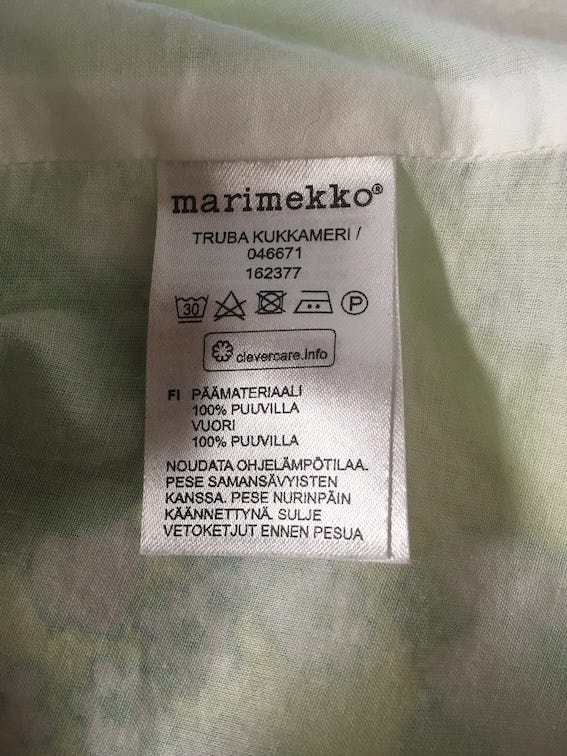 marimekko®
TRUBA KUKKAMERI /
046671
162377
30 P
clevercare.info
FI PÄÄMATERIAALI
100% PUUVILLA
VUORI
100% PUUVILLA
NOUDATA OHJELÄMPÖTILAA.
PESE SAMANSÄVYISTEN
KANSSA. PESE NURINPÄIN
KÄÄNNETTYNÄ. SULJE
VETOKETJUT ENNEN PESUA